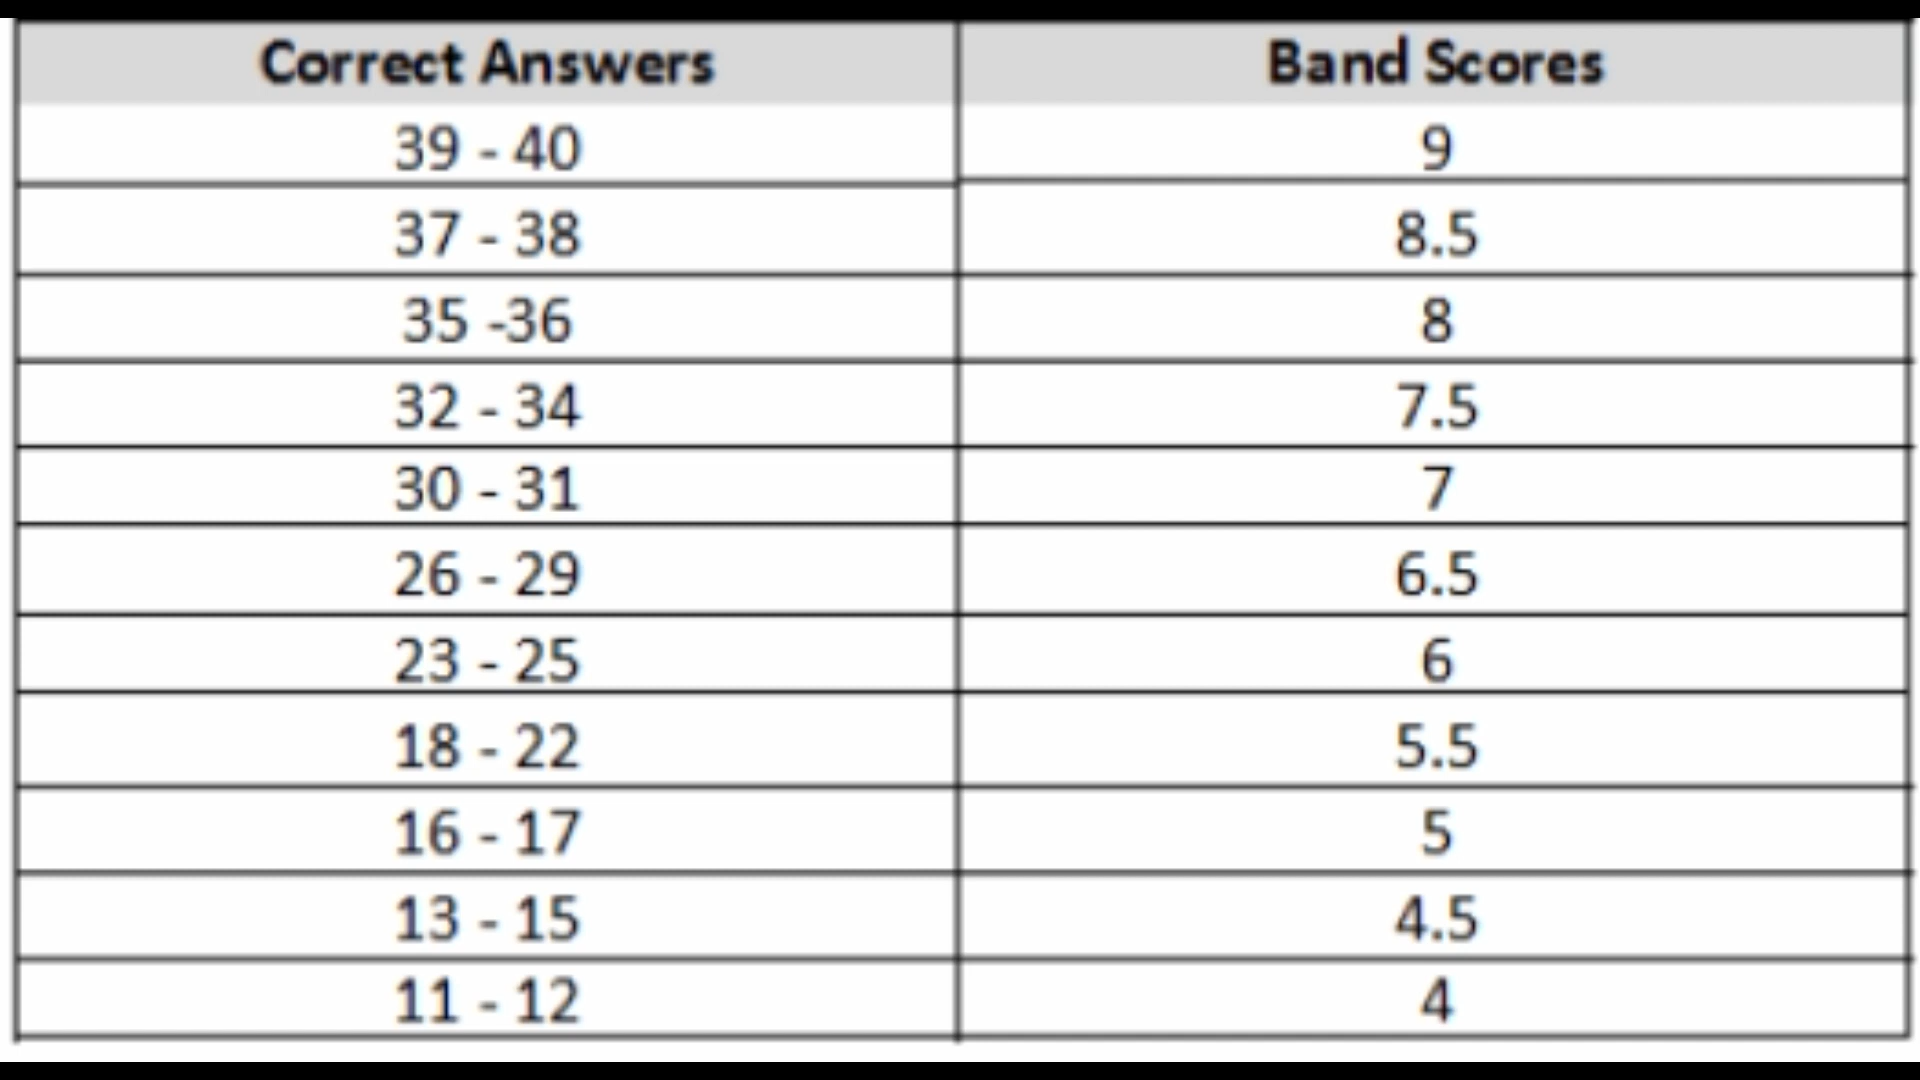 Correct Answers Band Scores
39 - 40 9
37 - 38 8.5
35 -36 8
32 - 34 7.5
30 - 31 7
26 - 29 6.5
23 - 25 6
18 - 22 5.5
16 - 17 5
13 - 15 4.5
11 - 12 4